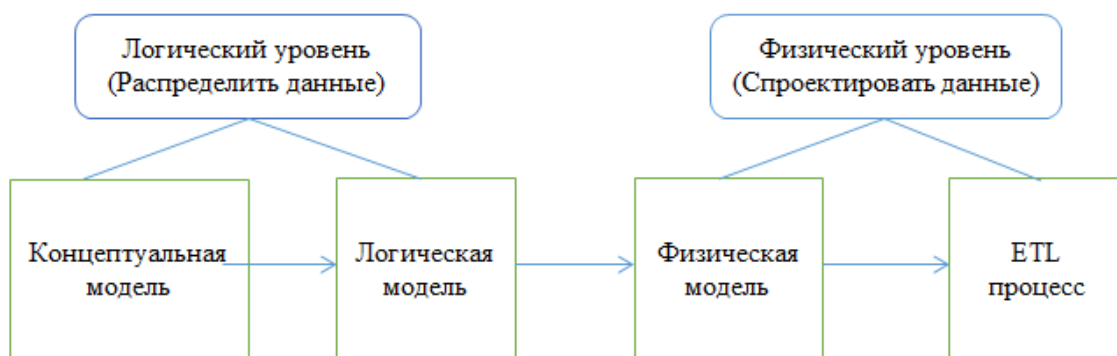 Логический уровень
(Распределить данные)
Физический уровень
(Спроектировать данные)
Концептуальная
модель
Логическая
модель
Физическая
модель
ETL
процесс